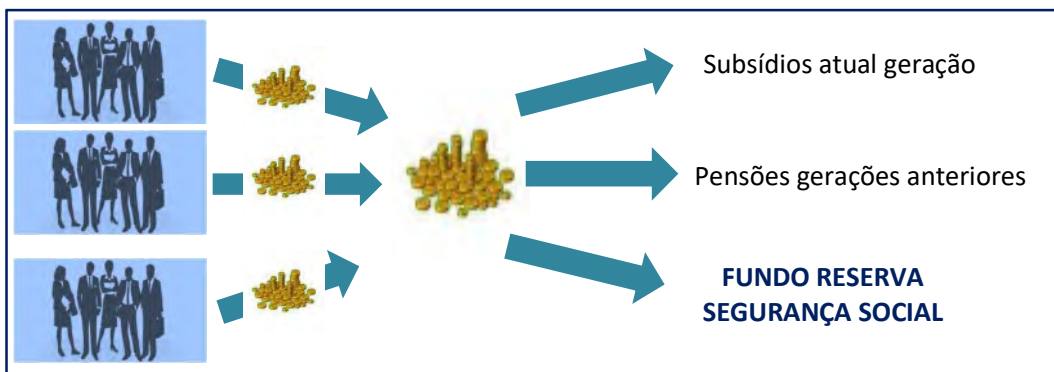 Subsídios atual geração
Pensões gerações anteriores
FUNDO RESERVA
SEGURANÇA SOCIAL